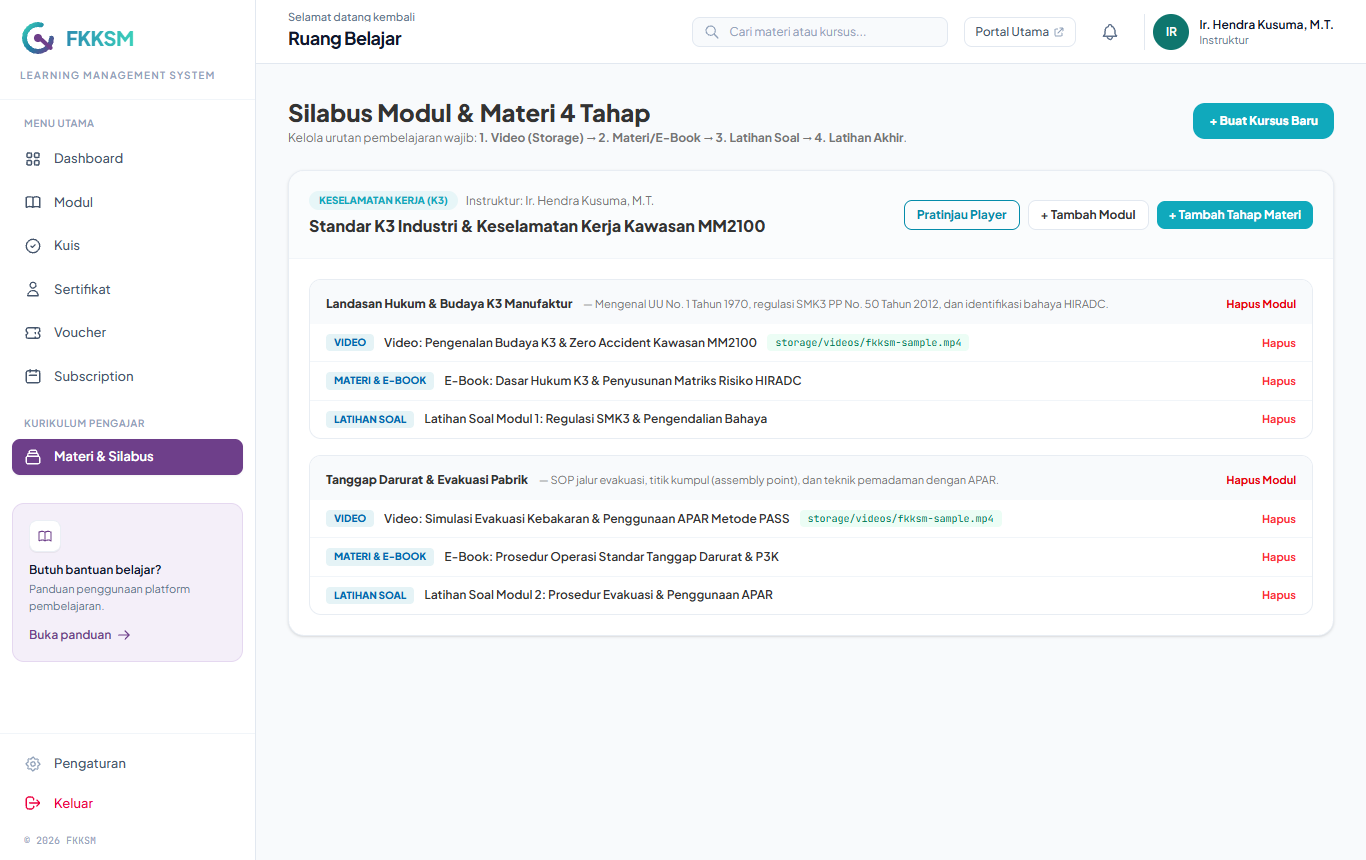 FKKSM
LEARNING MANAGEMENT SYSTEM
MENU UTAMA
Dashboard
Modul
Kuis
Sertifikat
Voucher
Subscription
KURIKULUM PENGAJAR
Materi & Silabus
Butuh bantuan belajar?
Panduan penggunaan platform
pembelajaran.
Buka panduan →
Pengaturan
Keluar
© 2026 FKKSM
Selamat datang kembali
Ruang Belajar
Cari materi atau kursus...
Portal Utama
IR
Ir. Hendra Kusuma, M.T.
Instruktur
Silabus Modul & Materi 4 Tahap
Kelola urutan pembelajaran wajib: 1. Video (Storage) → 2. Materi/E-Book → 3. Latihan Soal → 4. Latihan Akhir.
+ Buat Kursus Baru
KESELAMATAN KERJA (K3) Instruktur: Ir. Hendra Kusuma, M.T.
Standar K3 Industri & Keselamatan Kerja Kawasan MM2100
Pratinjau Player
+ Tambah Modul
+ Tambah Tahap Materi
Landasan Hukum & Budaya K3 Manufaktur — Mengenal UU No. 1 Tahun 1970, regulasi SMK3 PP No. 50 Tahun 2012, dan identifikasi bahaya HIRADC. Hapus Modul
VIDEO Video: Pengenalan Budaya K3 & Zero Accident Kawasan MM2100 storage/videos/fkksm-sample.mp4 Hapus
MATERI & E-BOOK E-Book: Dasar Hukum K3 & Penyusunan Matriks Risiko HIRADC Hapus
LATIHAN SOAL Latihan Soal Modul 1: Regulasi SMK3 & Pengendalian Bahaya Hapus
Tanggap Darurat & Evakuasi Pabrik — SOP jalur evakuasi, titik kumpul (assembly point), dan teknik pemadaman dengan APAR. Hapus Modul
VIDEO Video: Simulasi Evakuasi Kebakaran & Penggunaan APAR Metode PASS storage/videos/fkksm-sample.mp4 Hapus
MATERI & E-BOOK E-Book: Prosedur Operasi Standar Tanggap Darurat & P3K Hapus
LATIHAN SOAL Latihan Soal Modul 2: Prosedur Evakuasi & Penggunaan APAR Hapus